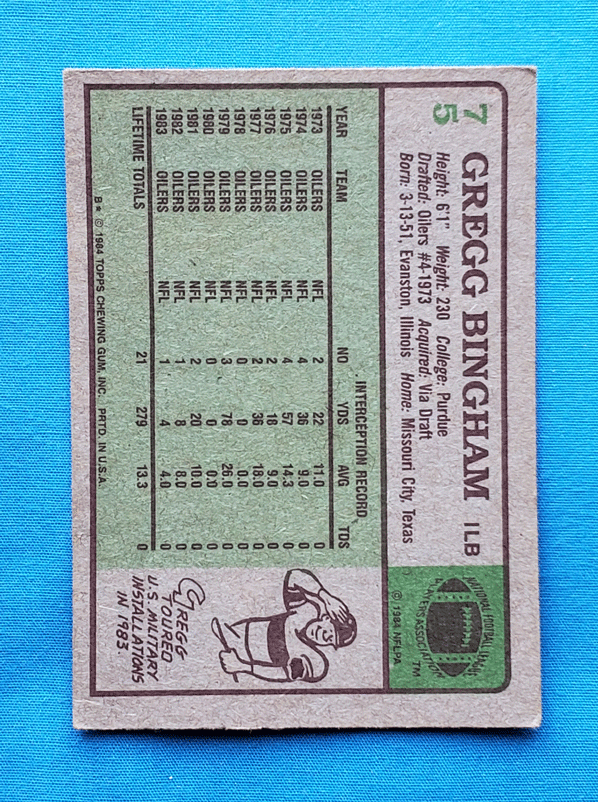 75
GREGG BINGHAM ILB
Height: 6'1" Weight: 230 College: Purdue
Drafted: Oilers #4-1973 Acquired: Via Draft
Born: 3-13-51, Evanston, Illinois Home: Missouri City, Texas
NATIONAL FOOTBALL LEAGUE
PLAYERS ASSOCIATION
TM
© 1984 NFLPA
INTERCEPTION RECORD
YEAR TEAM NO YDS AVG TDS
1973 OILERS NFL 2 22 11.0 0
1974 OILERS NFL 4 36 9.0 0
1975 OILERS NFL 4 57 14.3 0
1976 OILERS NFL 2 18 9.0 0
1977 OILERS NFL 2 36 18.0 0
1978 OILERS NFL 0 0 0.0 0
1979 OILERS NFL 3 78 26.0 0
1980 OILERS NFL 0 0 0.0 0
1981 OILERS NFL 2 20 10.0 0
1982 OILERS NFL 1 8 8.0 0
1983 OILERS NFL 1 4 4.0 0
LIFETIME TOTALS 21 279 13.3 0
GREGG
TOURED
U.S. MILITARY
INSTALLATIONS
IN 1983.
B* © 1984 TOPPS CHEWING GUM, INC. PRTD. IN U.S.A.